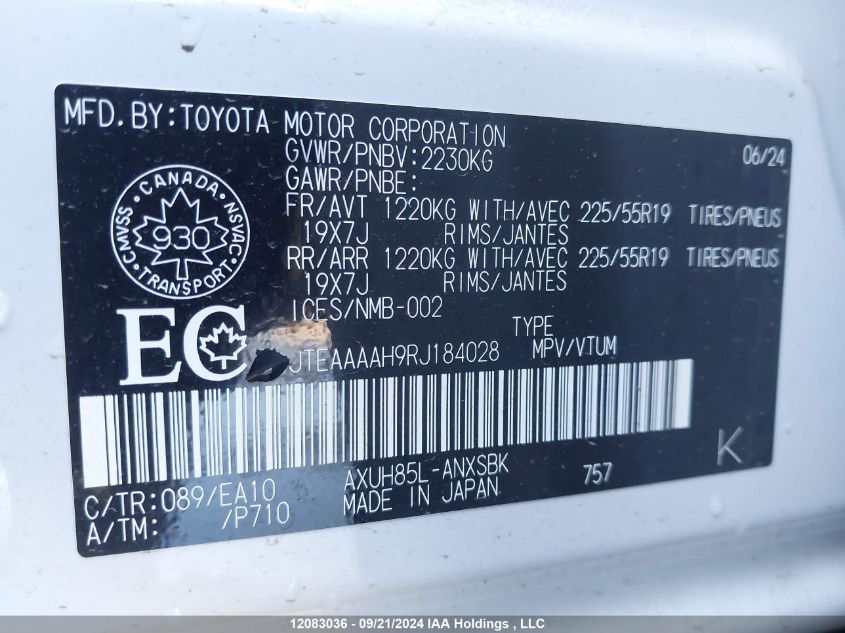 MFD.BY:TOYOTA MOTOR CORPORATION
GVWR/PNBV:2230KG 06/24
GAWR/PNBE:
FR/AVT 1220KG WITH/AVEC 225/55R19 TIRES/PNEUS
19X7J RIMS/JANTES
RR/ARR 1220KG WITH/AVEC 225/55R19 TIRES/PNEUS
19X7J RIMS/JANTES
ICES/NMB-002
CANADA
CMVSS 930 NSVAC
TRANSPORT
EC
TYPE
JTEAAAAH9RJ184028 MPV/VTUM
K
C/TR:089/EA10 AXUH85L-ANXSBK 757
A/TM: /P710 MADE IN JAPAN
12083036 - 09/21/2024 IAA Holdings , LLC